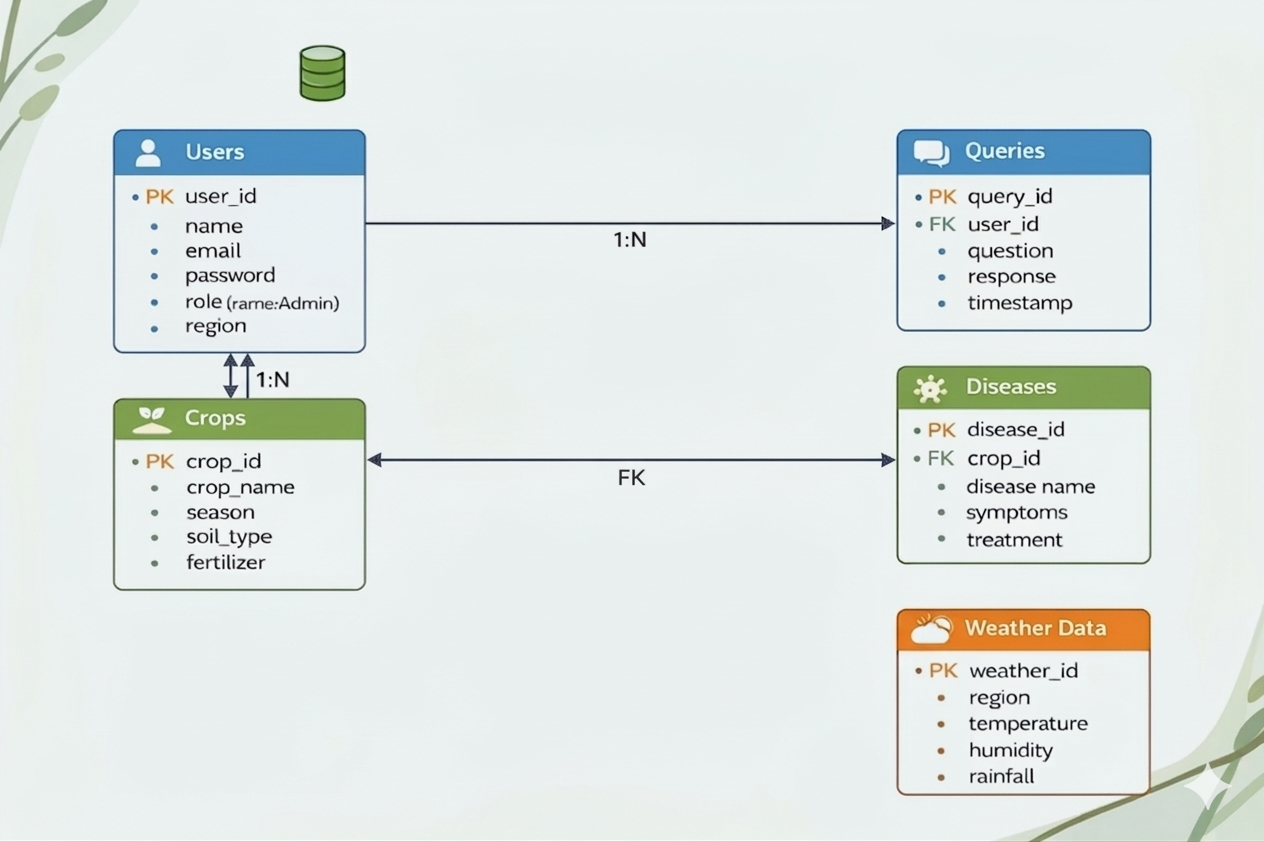 Users
PK user_id
name
email
password
role (rame:Admin)
region
1:N
Crops
PK crop_id
crop_name
season
soil_type
fertilizer
1:N
FK
Queries
PK query_id
FK user_id
question
response
timestamp
Diseases
PK disease_id
FK crop_id
disease name
symptoms
treatment
Weather Data
PK weather_id
region
temperature
humidity
rainfall